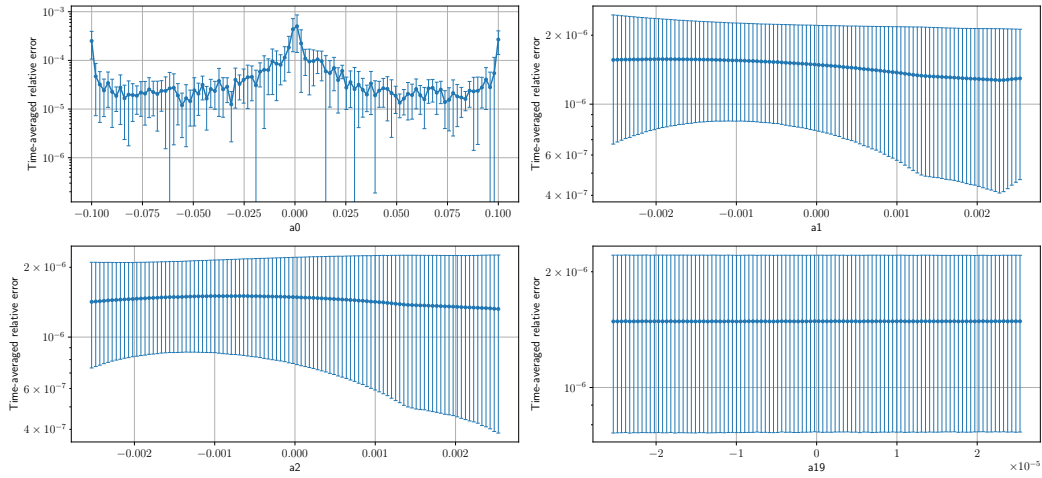 10⁻³
10⁻⁴
10⁻⁵
10⁻⁶
Time-averaged relative error
−0.100 −0.075 −0.050 −0.025 0.000 0.025 0.050 0.075 0.100
a0
2 × 10⁻⁶
10⁻⁶
6 × 10⁻⁷
4 × 10⁻⁷
Time-averaged relative error
−0.002 −0.001 0.000 0.001 0.002
a1
2 × 10⁻⁶
10⁻⁶
6 × 10⁻⁷
4 × 10⁻⁷
Time-averaged relative error
−0.002 −0.001 0.000 0.001 0.002
a2
2 × 10⁻⁶
10⁻⁶
Time-averaged relative error
−2 −1 0 1 2
×10⁻⁵
a19